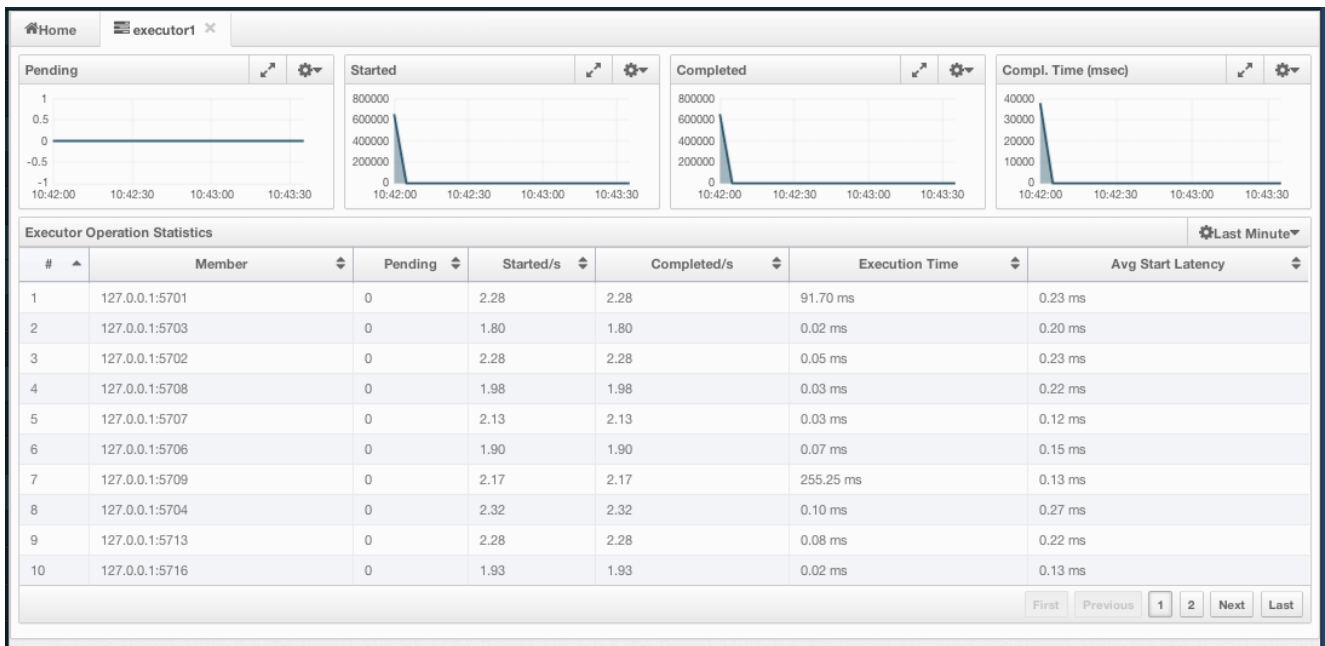 Home executor1
Pending Started Completed Compl. Time (msec)
1
0.5
0
-0.5
-1
10:42:00 10:42:30 10:43:00 10:43:30
800000
600000
400000
200000
0
10:42:00 10:42:30 10:43:00 10:43:30
800000
600000
400000
200000
0
10:42:00 10:42:30 10:43:00 10:43:30
40000
30000
20000
10000
0
10:42:00 10:42:30 10:43:00 10:43:30
Executor Operation Statistics Last Minute
# Member Pending Started/s Completed/s Execution Time Avg Start Latency
1 127.0.0.1:5701 0 2.28 2.28 91.70 ms 0.23 ms
2 127.0.0.1:5703 0 1.80 1.80 0.02 ms 0.20 ms
3 127.0.0.1:5702 0 2.28 2.28 0.05 ms 0.23 ms
4 127.0.0.1:5708 0 1.98 1.98 0.03 ms 0.22 ms
5 127.0.0.1:5707 0 2.13 2.13 0.03 ms 0.12 ms
6 127.0.0.1:5706 0 1.90 1.90 0.07 ms 0.15 ms
7 127.0.0.1:5709 0 2.17 2.17 255.25 ms 0.13 ms
8 127.0.0.1:5704 0 2.32 2.32 0.10 ms 0.27 ms
9 127.0.0.1:5713 0 2.28 2.28 0.08 ms 0.22 ms
10 127.0.0.1:5716 0 1.93 1.93 0.02 ms 0.13 ms
First Previous 1 2 Next Last